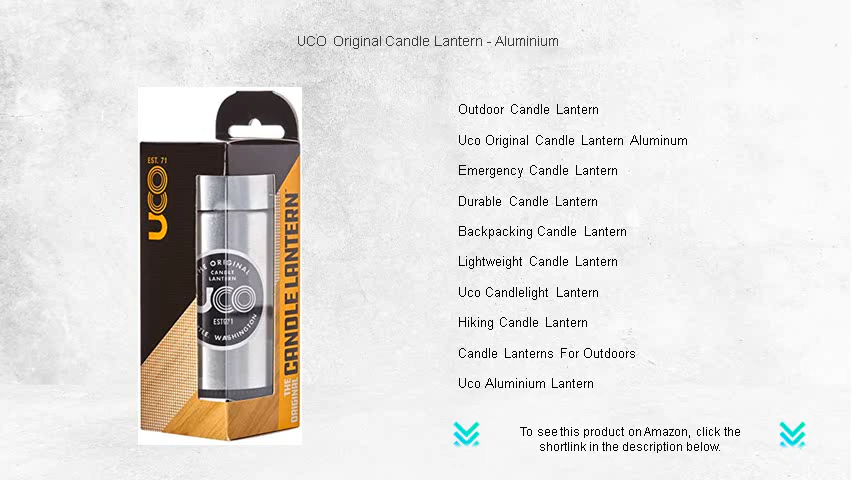 UCO Original Candle Lantern - Aluminium
EST. 71
UCO
THE ORIGINAL
CANDLE
LANTERN
UCO
EST 1971
WASHINGTON
THE
ORIGINAL
CANDLE LANTERN
Outdoor Candle Lantern
Uco Original Candle Lantern Aluminum
Emergency Candle Lantern
Durable Candle Lantern
Backpacking Candle Lantern
Lightweight Candle Lantern
Uco Candlelight Lantern
Hiking Candle Lantern
Candle Lanterns For Outdoors
Uco Aluminium Lantern
To see this product on Amazon, click the
shortlink in the description below.